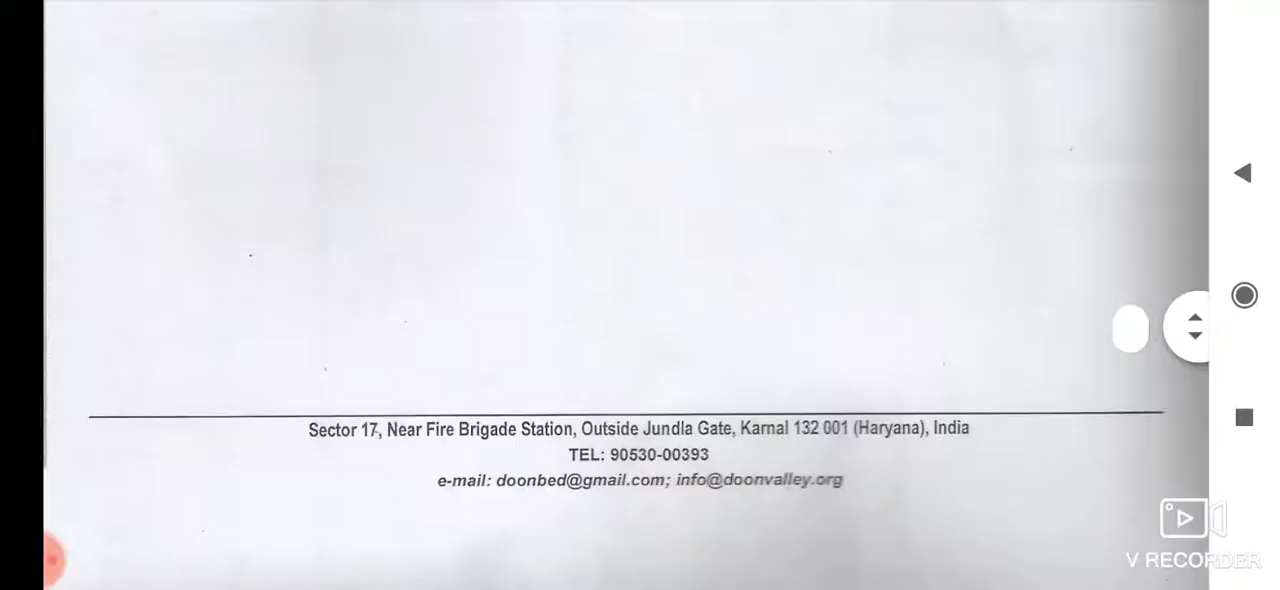 Sector 17, Near Fire Brigade Station, Outside Jundla Gate, Karnal 132 001 (Haryana), India
TEL: 90530-00393
e-mail: doonbed@gmail.com; info@doonvalley.org
V RECORDER